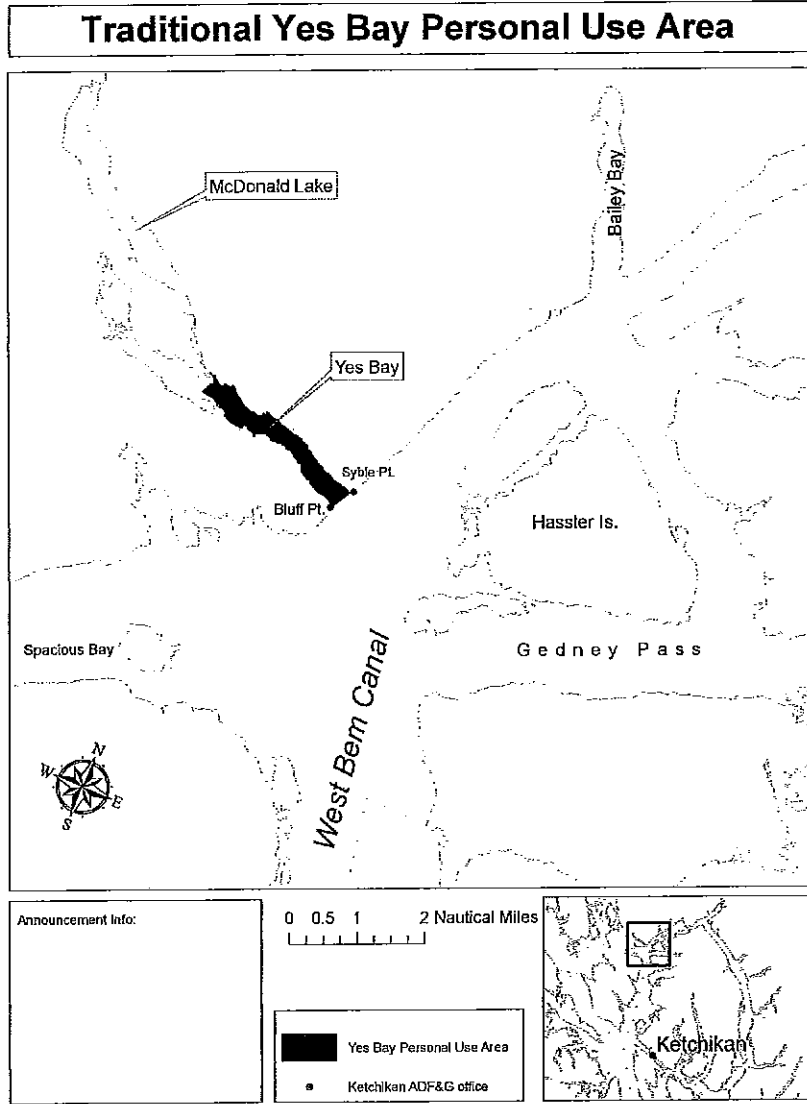 Traditional Yes Bay Personal Use Area
McDonald Lake
Bailey Bay
Yes Bay
Syble Pt.
Bluff Pt.
Hassler Is.
Spacious Bay
Gedney Pass
West Bem Canal
N
W
E
S
Announcement Info:
0 0.5 1 2 Nautical Miles
Yes Bay Personal Use Area
Ketchikan ADF&G office
Ketchikan